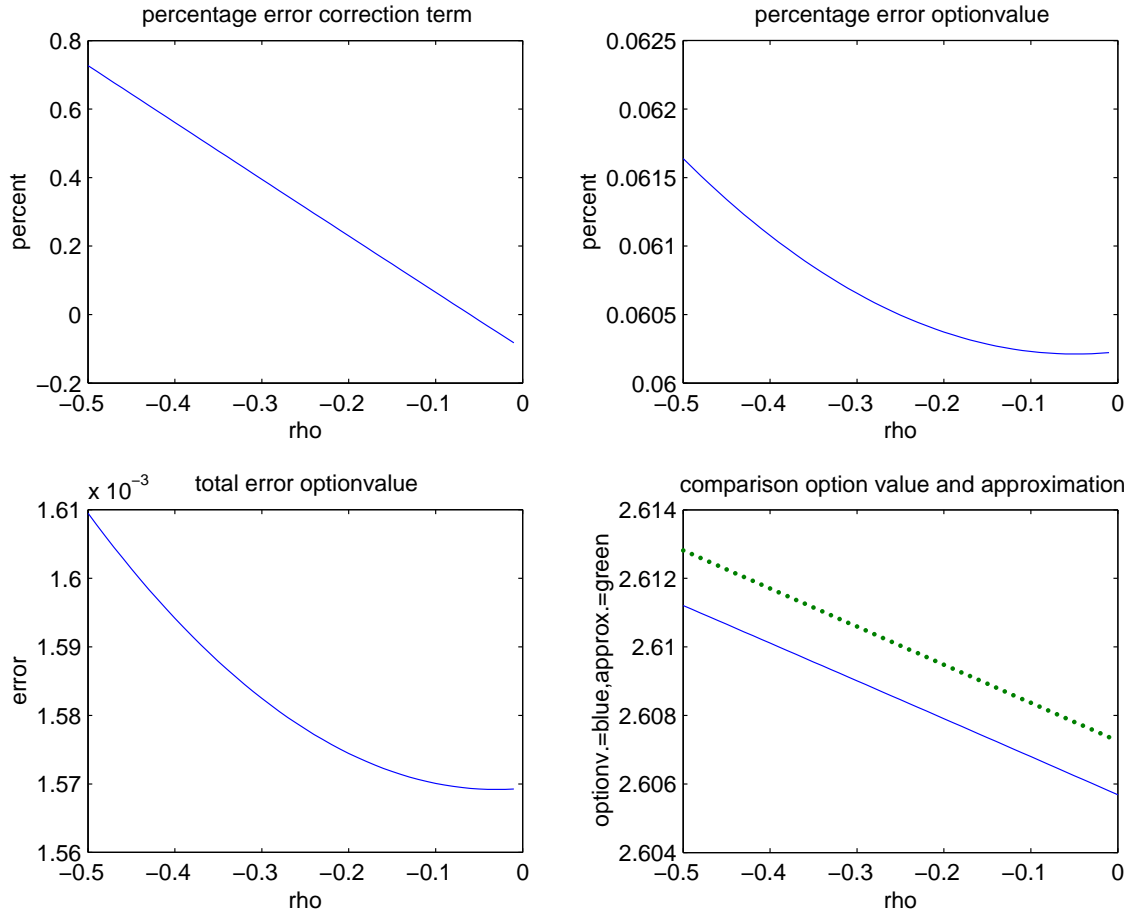 percentage error correction term
0.8
0.6
0.4
0.2
0
−0.2
percent
−0.5 −0.4 −0.3 −0.2 −0.1 0
rho
percentage error optionvalue
0.0625
0.062
0.0615
0.061
0.0605
0.06
percent
−0.5 −0.4 −0.3 −0.2 −0.1 0
rho
total error optionvalue
x 10−3
1.61
1.6
1.59
1.58
1.57
1.56
error
−0.5 −0.4 −0.3 −0.2 −0.1 0
rho
comparison option value and approximation
2.614
2.612
2.61
2.608
2.606
2.604
optionv.=blue,approx.=green
−0.5 −0.4 −0.3 −0.2 −0.1 0
rho